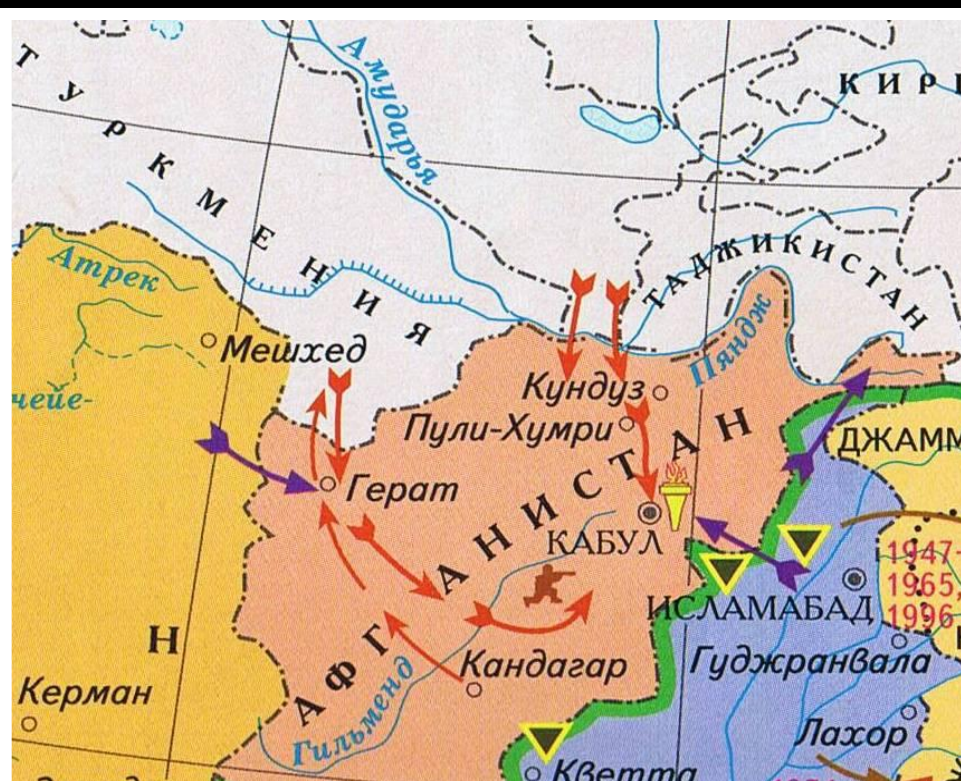 ТУРКМЕНИЯ
Амударья
КИР
ТАДЖИКИСТАН
Атрек
Мешхед
Пяндж
чейе-
Кундуз
Пули-Хумри
ДЖАММ
Герат
АФГАНИСТАН
КАБУЛ
1947-
1965,
1996
ИСЛАМАБАД
Н
Гуджранвала
Кандагар
Керман
Гильменд
Лахор
Кветта